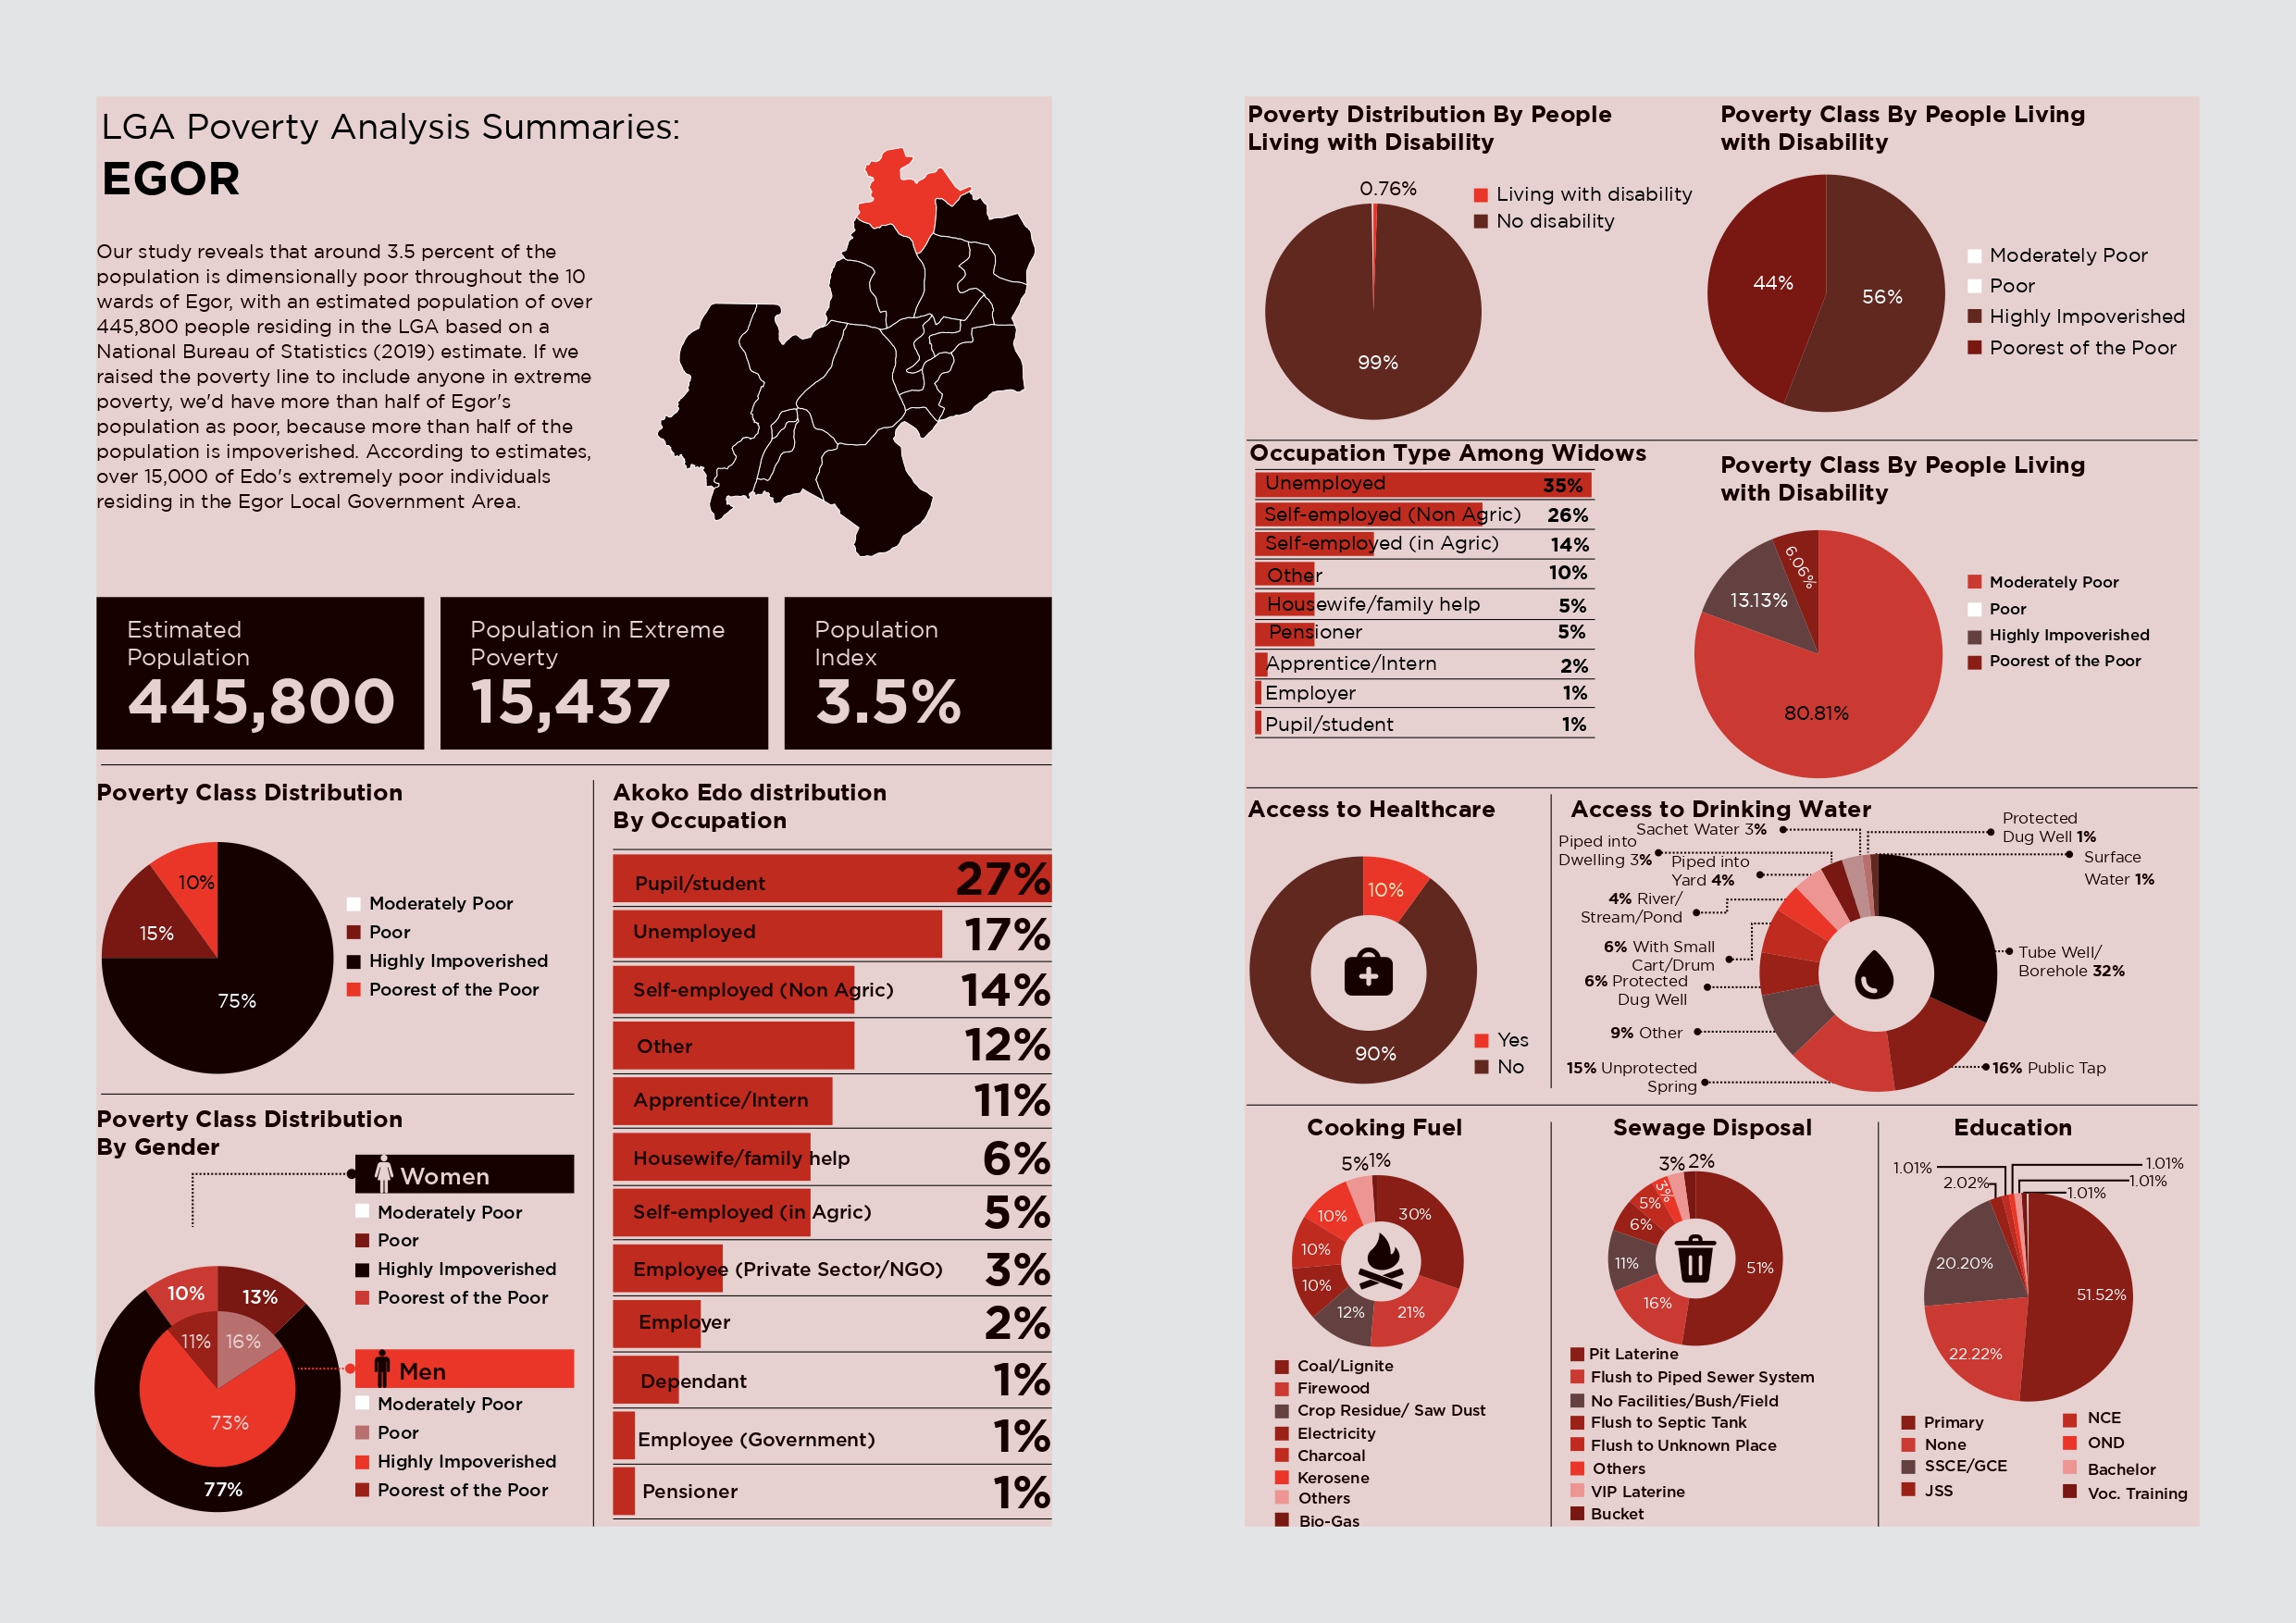 LGA Poverty Analysis Summaries:
EGOR
Our study reveals that around 3.5 percent of the
population is dimensionally poor throughout the 10
wards of Egor, with an estimated population of over
445,800 people residing in the LGA based on a
National Bureau of Statistics (2019) estimate. If we
raised the poverty line to include anyone in extreme
poverty, we'd have more than half of Egor's
population as poor, because more than half of the
population is impoverished. According to estimates,
over 15,000 of Edo's extremely poor individuals
residing in the Egor Local Government Area.
Estimated
Population
445,800
Population in Extreme
Poverty
15,437
Population
Index
3.5%
Poverty Class Distribution
10%
15%
75%
Moderately Poor
Poor
Highly Impoverished
Poorest of the Poor
Poverty Class Distribution
By Gender
Women
Moderately Poor
Poor
Highly Impoverished
Poorest of the Poor
10%
13%
11%
16%
73%
77%
Men
Moderately Poor
Poor
Highly Impoverished
Poorest of the Poor
Akoko Edo distribution
By Occupation
Pupil/student 27%
Unemployed 17%
Self-employed (Non Agric) 14%
Other 12%
Apprentice/Intern 11%
Housewife/family help 6%
Self-employed (in Agric) 5%
Employee (Private Sector/NGO) 3%
Employer 2%
Dependant 1%
Employee (Government) 1%
Pensioner 1%
Poverty Distribution By People
Living with Disability
0.76%
99%
Living with disability
No disability
Poverty Class By People Living
with Disability
44%
56%
Moderately Poor
Poor
Highly Impoverished
Poorest of the Poor
Occupation Type Among Widows
Unemployed 35%
Self-employed (Non Agric) 26%
Self-employed (in Agric) 14%
Other 10%
Housewife/family help 5%
Pensioner 5%
Apprentice/Intern 2%
Employer 1%
Pupil/student 1%
Poverty Class By People Living
with Disability
6.06%
13.13%
80.81%
Moderately Poor
Poor
Highly Impoverished
Poorest of the Poor
Access to Healthcare
10%
90%
Yes
No
Access to Drinking Water
Sachet Water 3%
Piped into
Dwelling 3%
Piped into
Yard 4%
4% River/
Stream/Pond
6% With Small
Cart/Drum
6% Protected
Dug Well
9% Other
15% Unprotected
Spring
Protected
Dug Well 1%
Surface
Water 1%
Tube Well/
Borehole 32%
16% Public Tap
Cooking Fuel
5%
1%
30%
10%
10%
10%
12%
21%
Coal/Lignite
Firewood
Crop Residue/ Saw Dust
Electricity
Charcoal
Kerosene
Others
Bio-Gas
Sewage Disposal
3%
2%
3%
5%
6%
11%
16%
51%
Pit Laterine
Flush to Piped Sewer System
No Facilities/Bush/Field
Flush to Septic Tank
Flush to Unknown Place
Others
VIP Laterine
Bucket
Education
1.01%
2.02%
1.01%
1.01%
1.01%
20.20%
51.52%
22.22%
Primary
None
SSCE/GCE
JSS
NCE
OND
Bachelor
Voc. Training